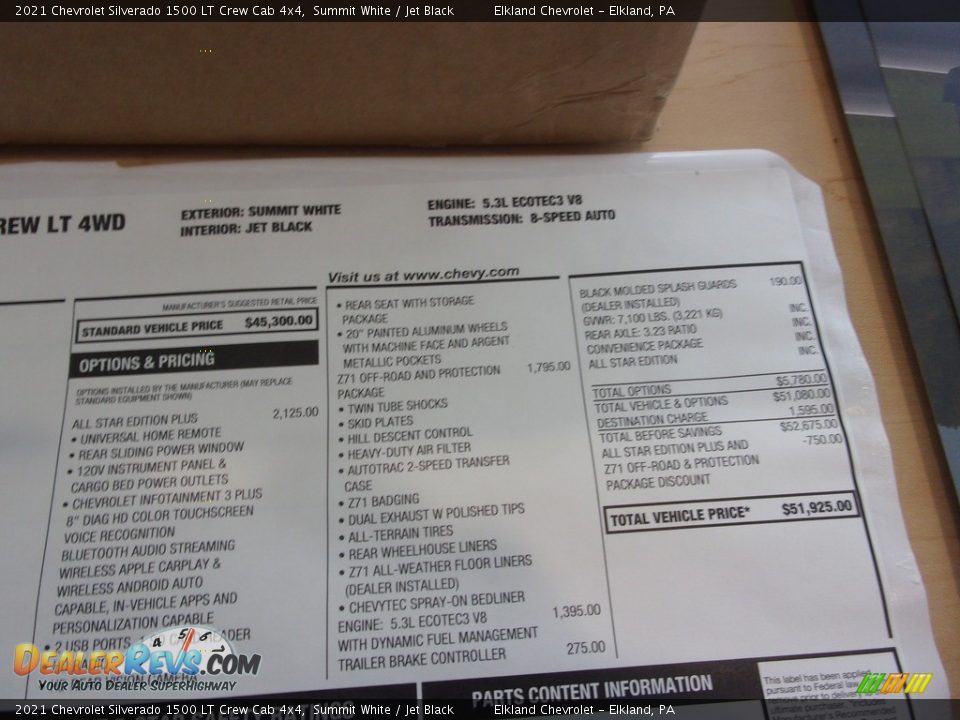 2021 Chevrolet Silverado 1500 LT Crew Cab 4x4, Summit White / Jet Black Elkland Chevrolet - Elkland, PA
REW LT 4WD
EXTERIOR: SUMMIT WHITE
INTERIOR: JET BLACK
ENGINE: 5.3L ECOTEC3 V8
TRANSMISSION: 8-SPEED AUTO
Visit us at www.chevy.com
MANUFACTURER'S SUGGESTED RETAIL PRICE
STANDARD VEHICLE PRICE $45,300.00
OPTIONS & PRICING
OPTIONS INSTALLED BY THE MANUFACTURER (MAY REPLACE
STANDARD EQUIPMENT SHOWN)
ALL STAR EDITION PLUS 2,125.00
• UNIVERSAL HOME REMOTE
• REAR SLIDING POWER WINDOW
• 120V INSTRUMENT PANEL &
CARGO BED POWER OUTLETS
• CHEVROLET INFOTAINMENT 3 PLUS
8" DIAG HD COLOR TOUCHSCREEN
VOICE RECOGNITION
BLUETOOTH AUDIO STREAMING
WIRELESS APPLE CARPLAY &
WIRELESS ANDROID AUTO
CAPABLE, IN-VEHICLE APPS AND
PERSONALIZATION CAPABLE
• 2 USB PORTS
• REAR SEAT WITH STORAGE
PACKAGE
• 20" PAINTED ALUMINUM WHEELS
WITH MACHINE FACE AND ARGENT
METALLIC POCKETS
Z71 OFF-ROAD AND PROTECTION 1,795.00
PACKAGE
• TWIN TUBE SHOCKS
• SKID PLATES
• HILL DESCENT CONTROL
• HEAVY-DUTY AIR FILTER
• AUTOTRAC 2-SPEED TRANSFER
CASE
• Z71 BADGING
• DUAL EXHAUST W POLISHED TIPS
• ALL-TERRAIN TIRES
• REAR WHEELHOUSE LINERS
• Z71 ALL-WEATHER FLOOR LINERS
(DEALER INSTALLED)
• CHEVYTEC SPRAY-ON BEDLINER
ENGINE: 5.3L ECOTEC3 V8 1,395.00
WITH DYNAMIC FUEL MANAGEMENT
TRAILER BRAKE CONTROLLER 275.00
BLACK MOLDED SPLASH GUARDS 190.00
(DEALER INSTALLED)
GVWR: 7,100 LBS. (3,221 KG) INC.
REAR AXLE: 3.23 RATIO INC.
CONVENIENCE PACKAGE INC.
ALL STAR EDITION INC.
TOTAL OPTIONS $5,780.00
TOTAL VEHICLE & OPTIONS $51,080.00
DESTINATION CHARGE 1,595.00
TOTAL BEFORE SAVINGS $52,675.00
ALL STAR EDITION PLUS AND -750.00
Z71 OFF-ROAD & PROTECTION
PACKAGE DISCOUNT
TOTAL VEHICLE PRICE* $51,925.00
PARTS CONTENT INFORMATION
This label has been applied
pursuant to Federal law
DealerRevs.com
Your Auto Dealer SuperHighway
2021 Chevrolet Silverado 1500 LT Crew Cab 4x4, Summit White / Jet Black Elkland Chevrolet - Elkland, PA